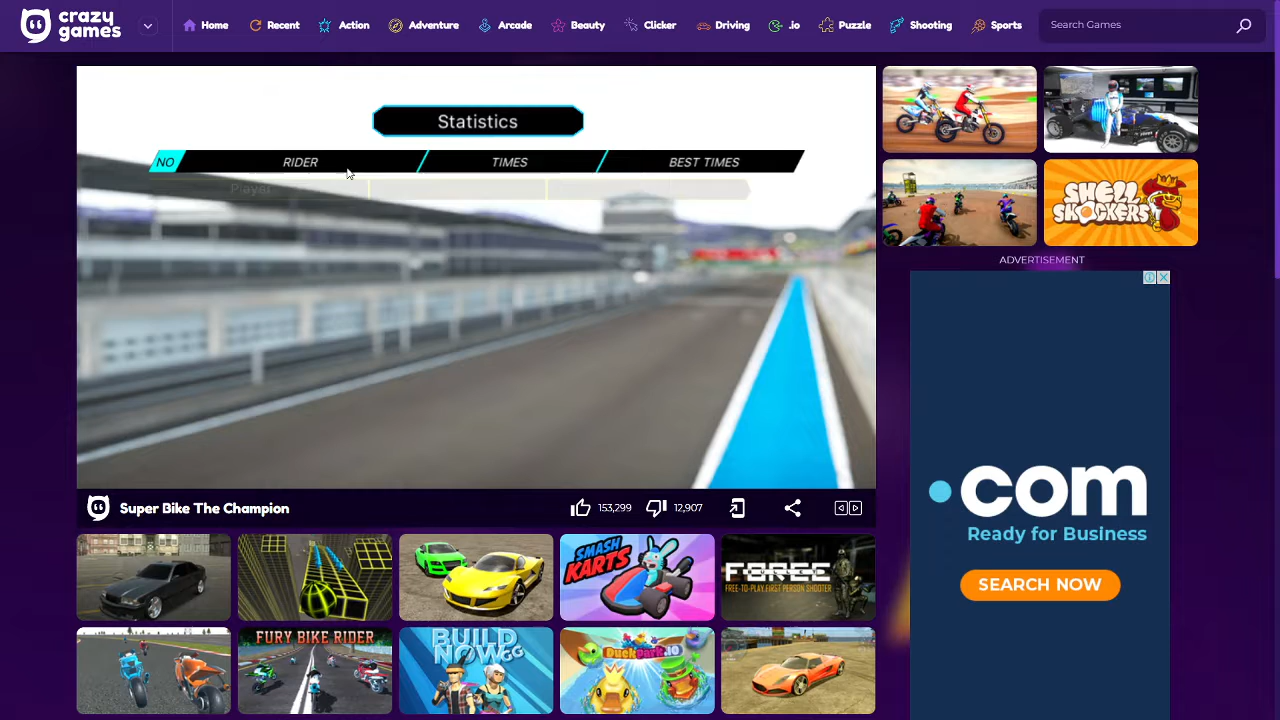 crazy games
Home
Recent
Action
Adventure
Arcade
Beauty
Clicker
Driving
.io
Puzzle
Shooting
Sports
Search Games
Statistics
NO
RIDER
TIMES
BEST TIMES
Player
SHELL
SHOCKERS
ADVERTISEMENT
.com
Ready for Business
SEARCH NOW
Super Bike The Champion
153,299
12,907
SMASH
KARTS
FORCE
FREE-TO-PLAY FIRST PERSON SHOOTER
FURY BIKE RIDER
BUILD
NOW GG
Duckpark.io